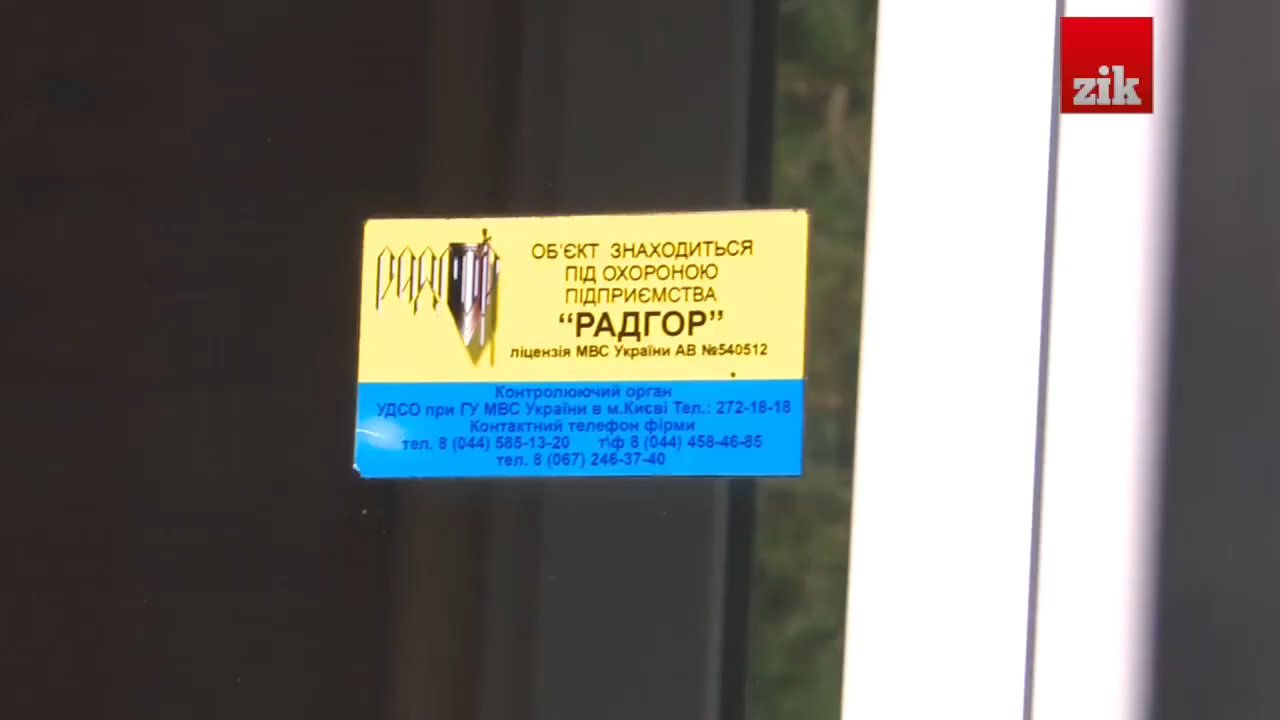 zik
ОБ'ЄКТ ЗНАХОДИТЬСЯ
ПІД ОХОРОНОЮ
ПІДПРИЄМСТВА
“РАДГОР”
ліцензія МВС України АВ №540512
Контролюючий орган
УДСО при ГУ МВС України в м.Києві Тел.: 272-18-18
Контактний телефон фірми
тел. 8 (044) 585-13-20 т\ф 8 (044) 458-46-85
тел. 8 (067) 246-37-40